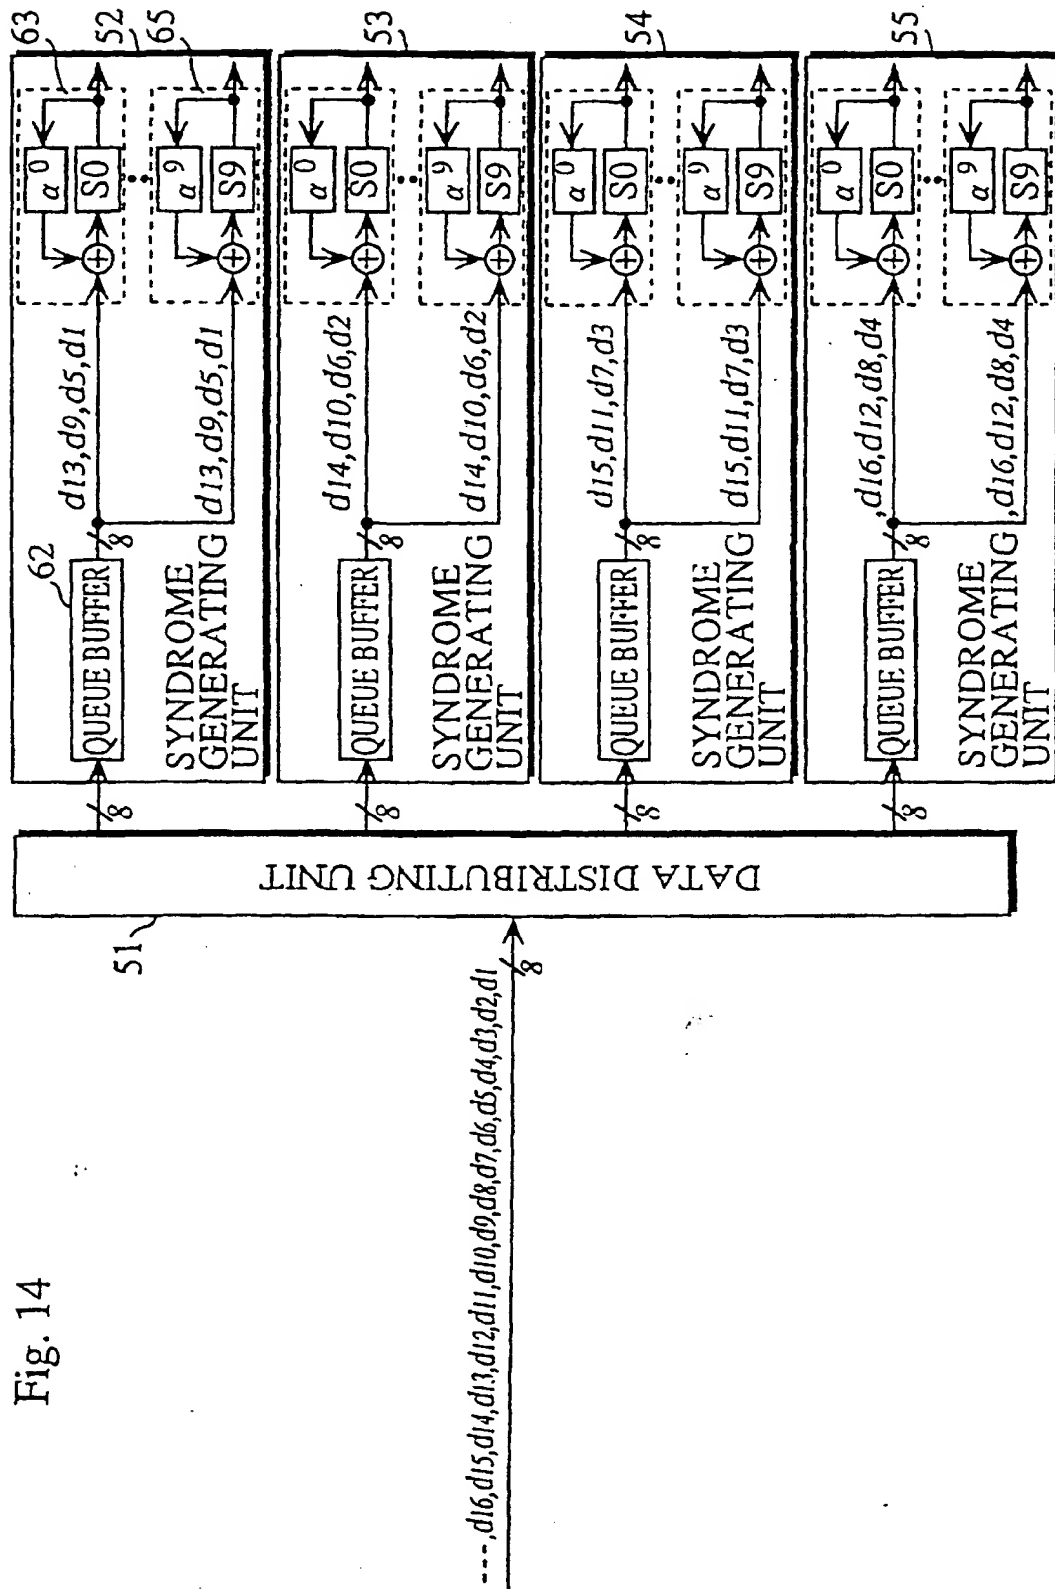 Fig. 14
----,d16,d15,d14,d13,d12,d11,d10,d9,d8,d7,d6,d5,d4,d3,d2,d1
8
51
DATA DISTRIBUTING UNIT
8
62
QUEUE BUFFER
8
SYNDROME
GENERATING
UNIT
d13,d9,d5,d1
d13,d9,d5,d1
63
α0
S0
52
65
α9
S9
8
QUEUE BUFFER
8
SYNDROME
GENERATING
UNIT
d14,d10,d6,d2
d14,d10,d6,d2
53
α0
S0
α9
S9
8
QUEUE BUFFER
8
SYNDROME
GENERATING
UNIT
d15,d11,d7,d3
d15,d11,d7,d3
54
α0
S0
α9
S9
8
QUEUE BUFFER
8
SYNDROME
GENERATING
UNIT
,d16,d12,d8,d4
,d16,d12,d8,d4
55
α0
S0
α9
S9